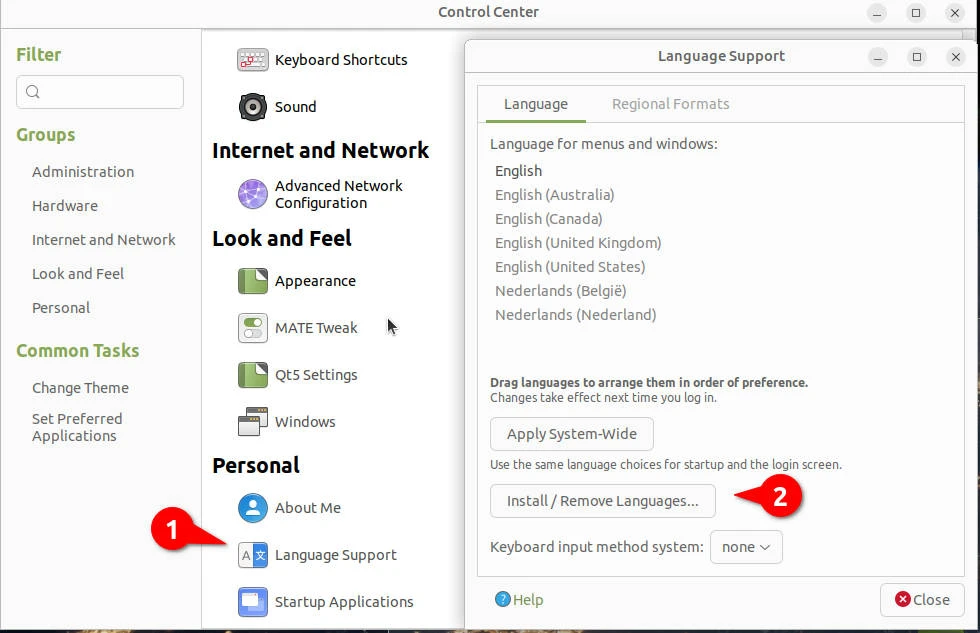 Control Center
Filter
Groups
Administration
Hardware
Internet and Network
Look and Feel
Personal
Common Tasks
Change Theme
Set Preferred
Applications
Keyboard Shortcuts
Sound
Internet and Network
Advanced Network
Configuration
Look and Feel
Appearance
MATE Tweak
Qt5 Settings
Windows
Personal
About Me
1
Language Support
Startup Applications
Language Support
Language
Regional Formats
Language for menus and windows:
English
English (Australia)
English (Canada)
English (United Kingdom)
English (United States)
Nederlands (België)
Nederlands (Nederland)
Drag languages to arrange them in order of preference.
Changes take effect next time you log in.
Apply System-Wide
Use the same language choices for startup and the login screen.
Install / Remove Languages...
2
Keyboard input method system: none
Help
Close